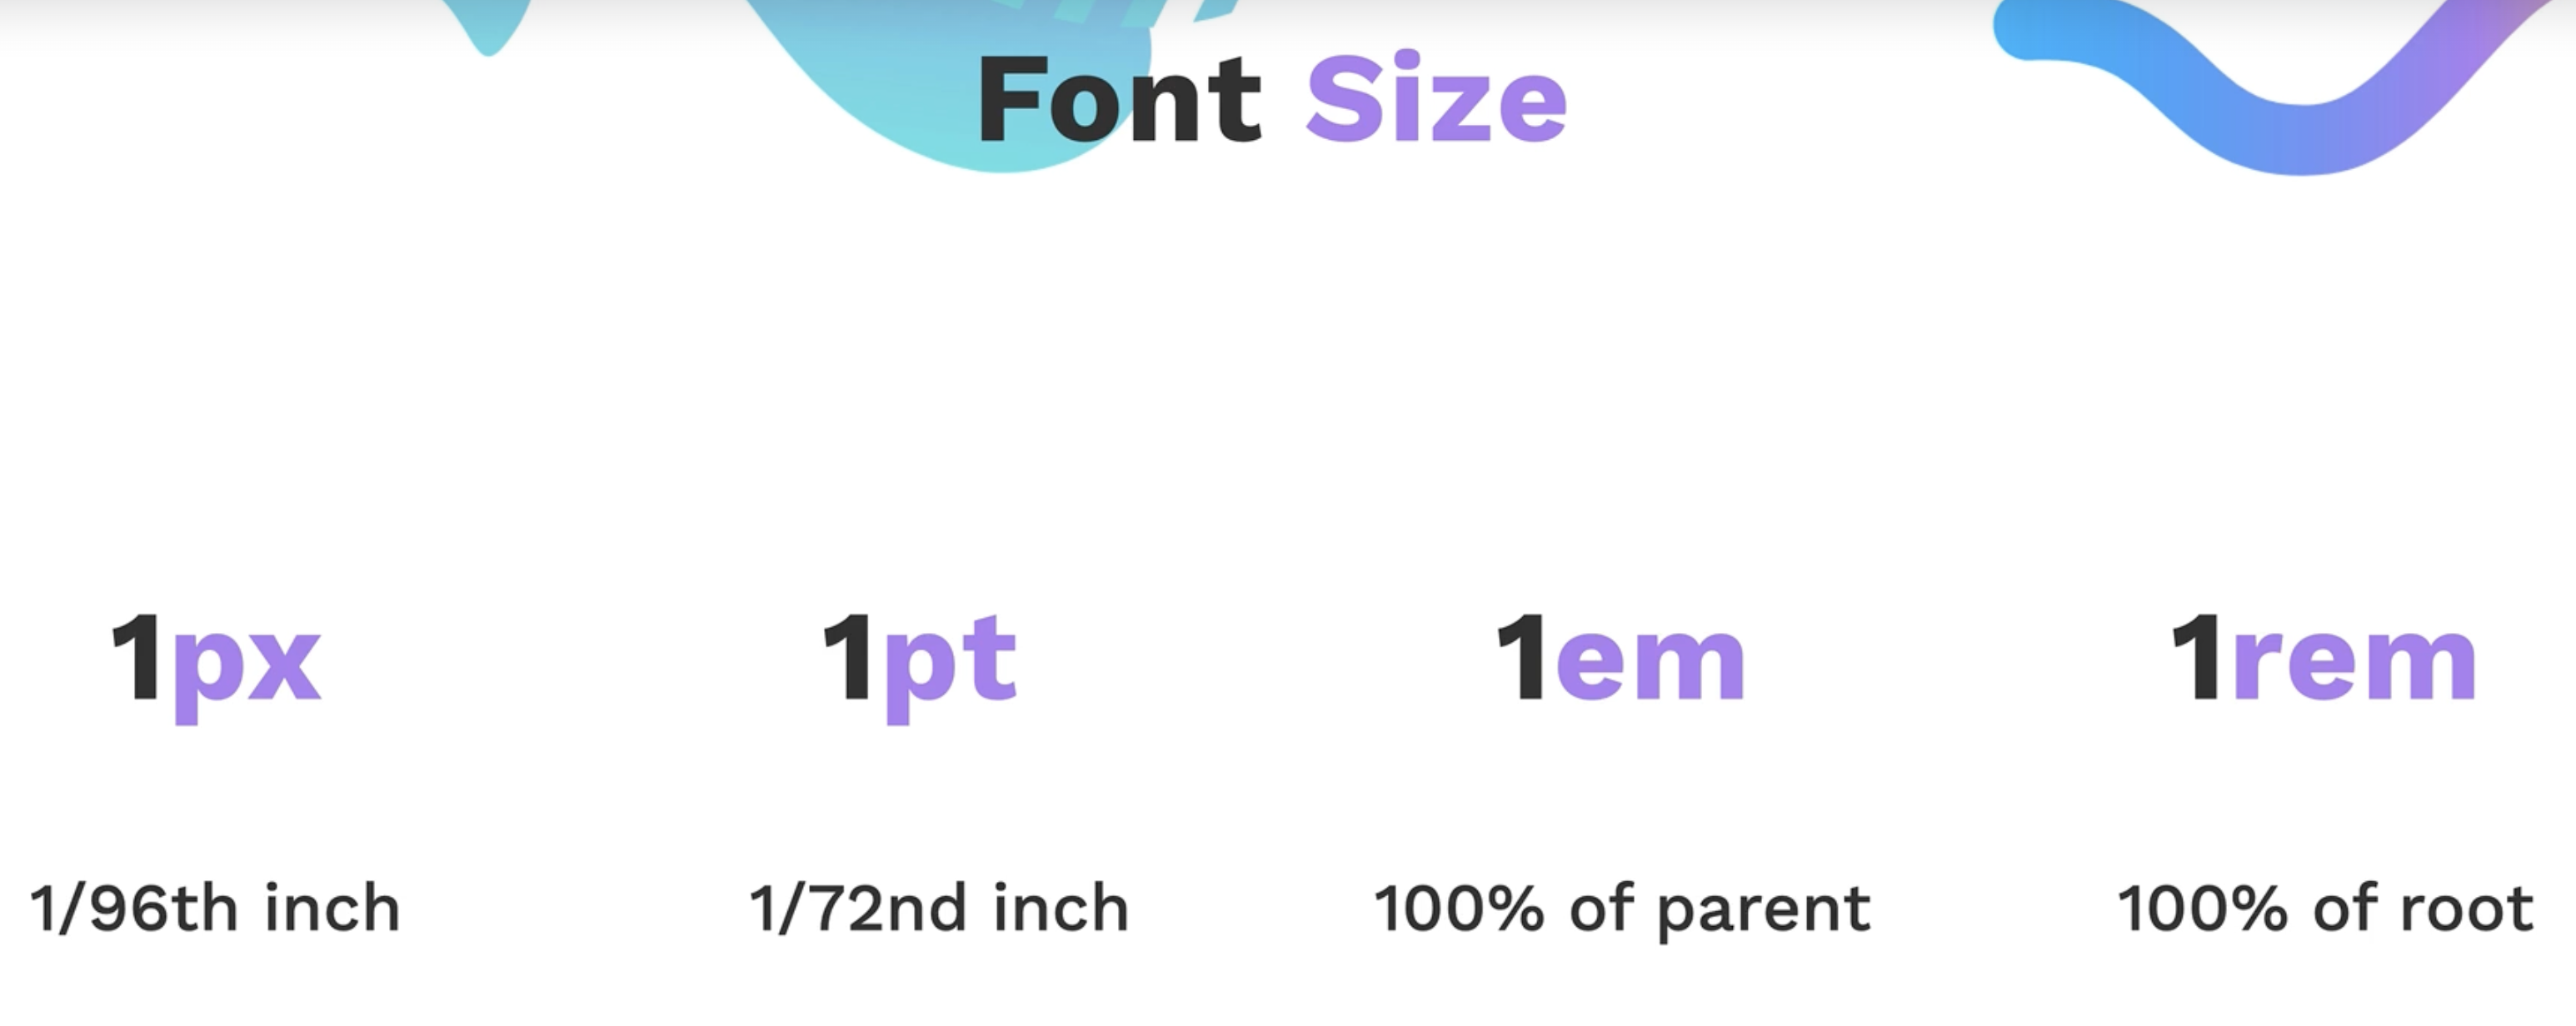 Font Size
1px 1pt 1em 1rem
1/96th inch 1/72nd inch 100% of parent 100% of root